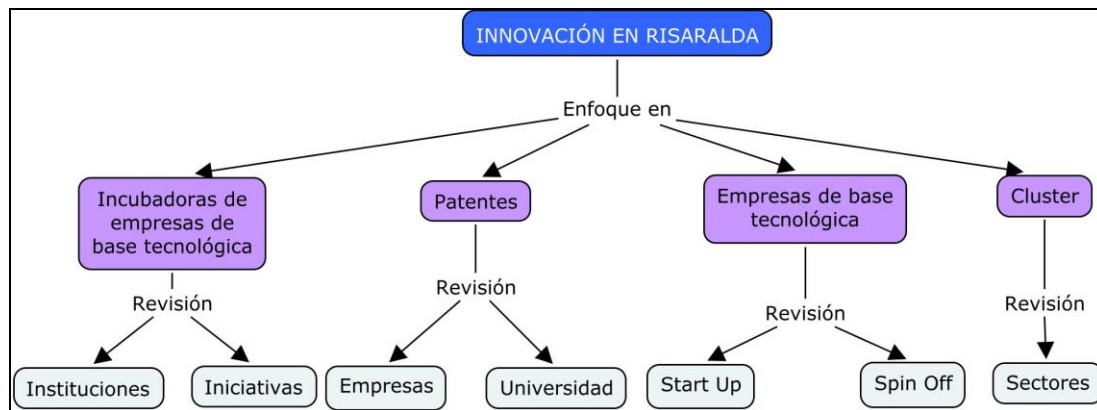 INNOVACIÓN EN RISARALDA
Enfoque en
Incubadoras de
empresas de
base tecnológica
Patentes
Empresas de base
tecnológica
Cluster
Revisión
Revisión
Revisión
Revisión
Instituciones
Iniciativas
Empresas
Universidad
Start Up
Spin Off
Sectores